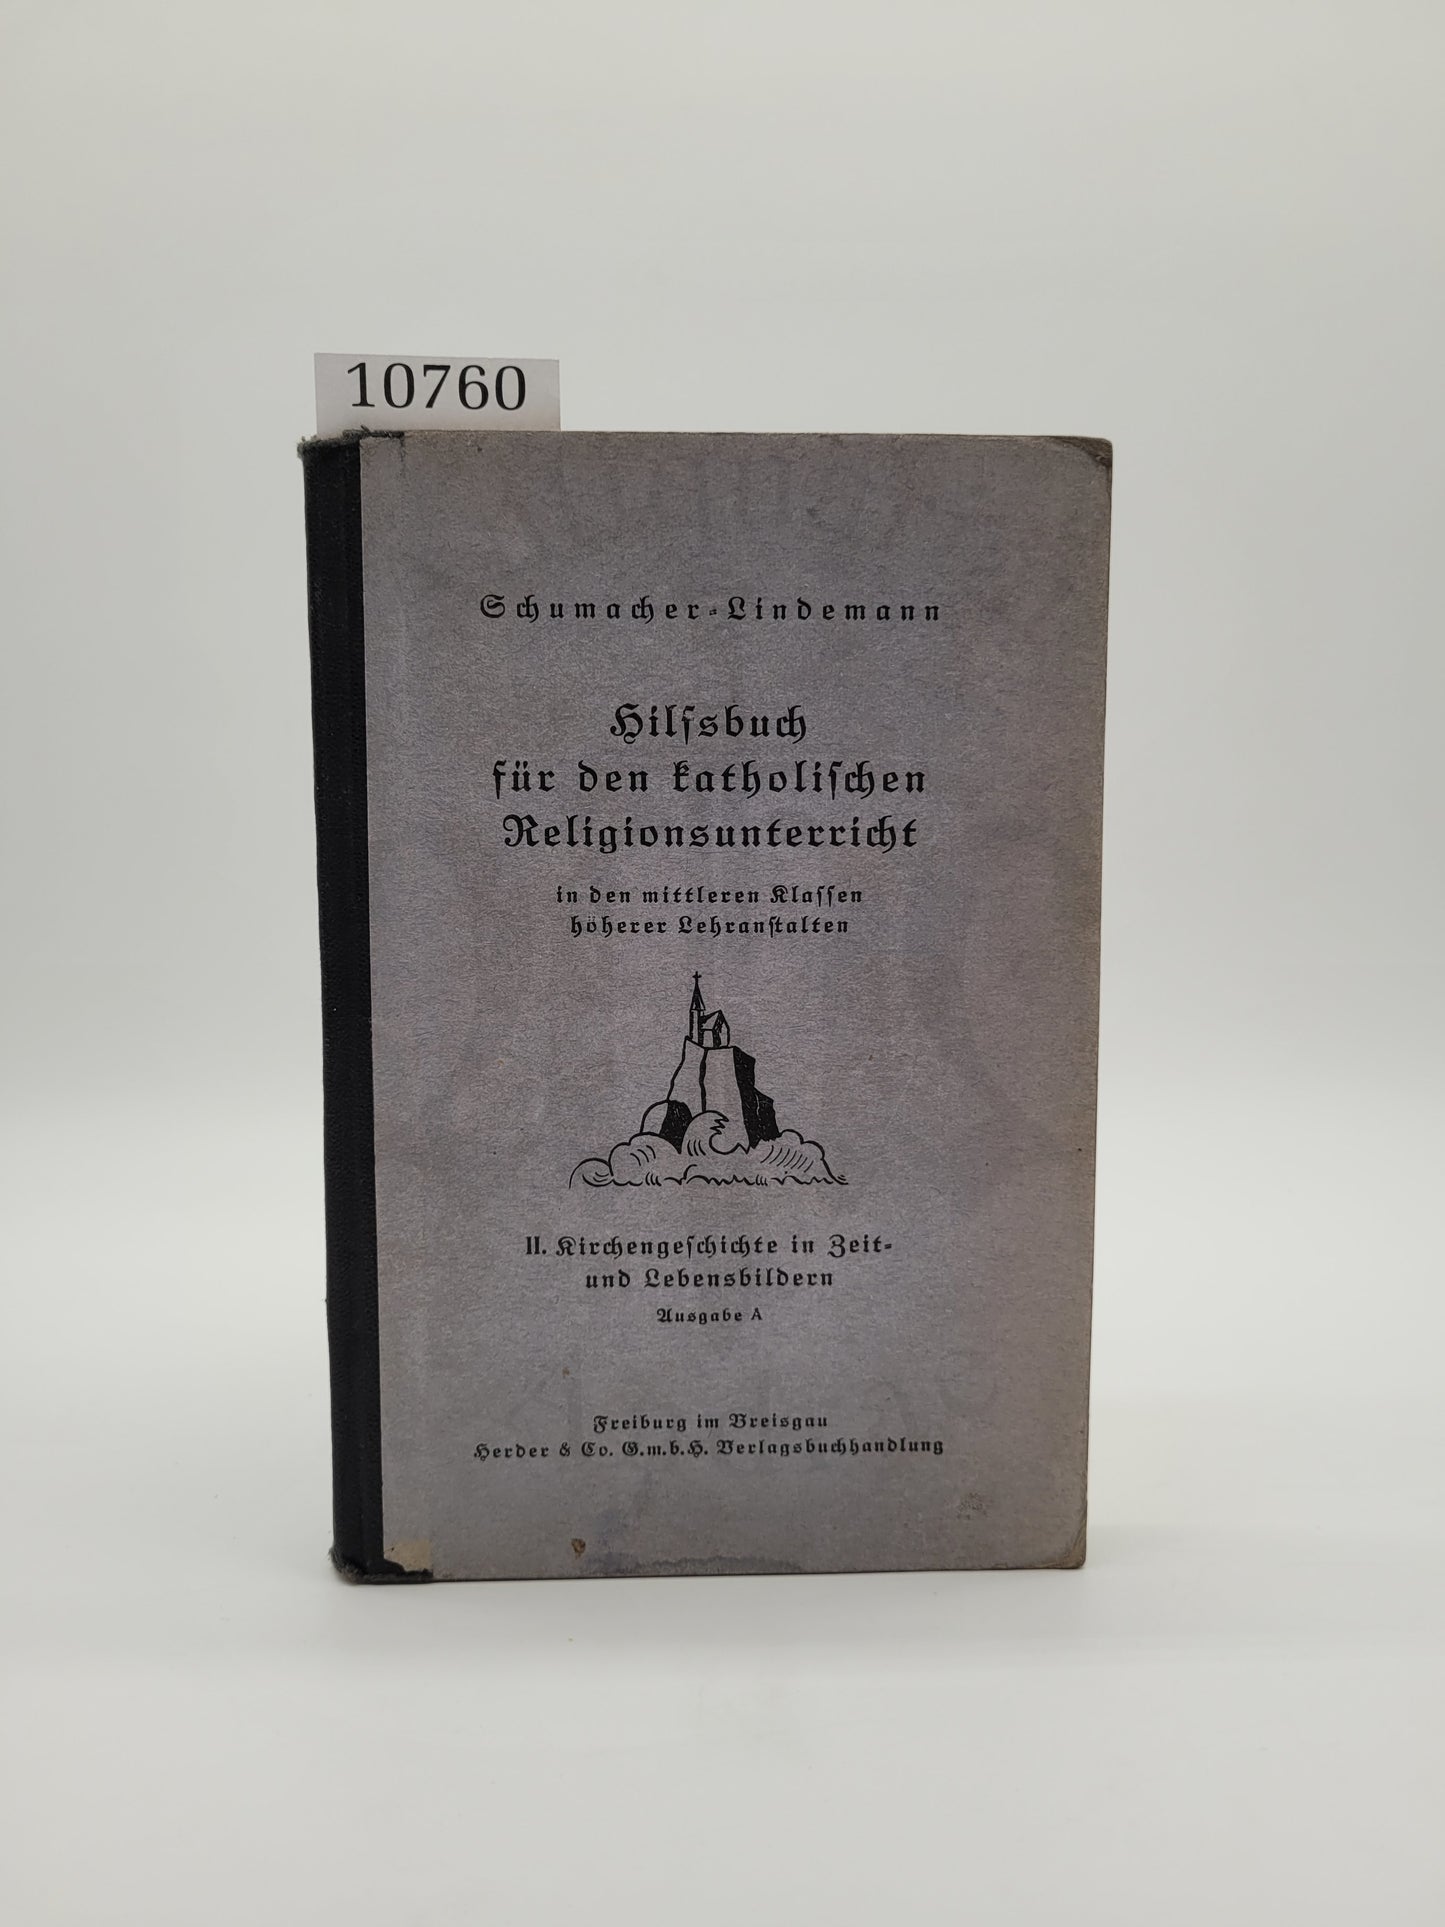 10760
Schumacher-Lindemann
Hilfsbuch
für den katholiſchen
Religionsunterricht
in den mittleren Klaſſen
höherer Lehranſtalten
II. Kirchengeſchichte in Zeit-
und Lebensbildern
Ausgabe A
Freiburg im Breisgau
Herder & Co. G.m.b.H. Verlagsbuchhandlung